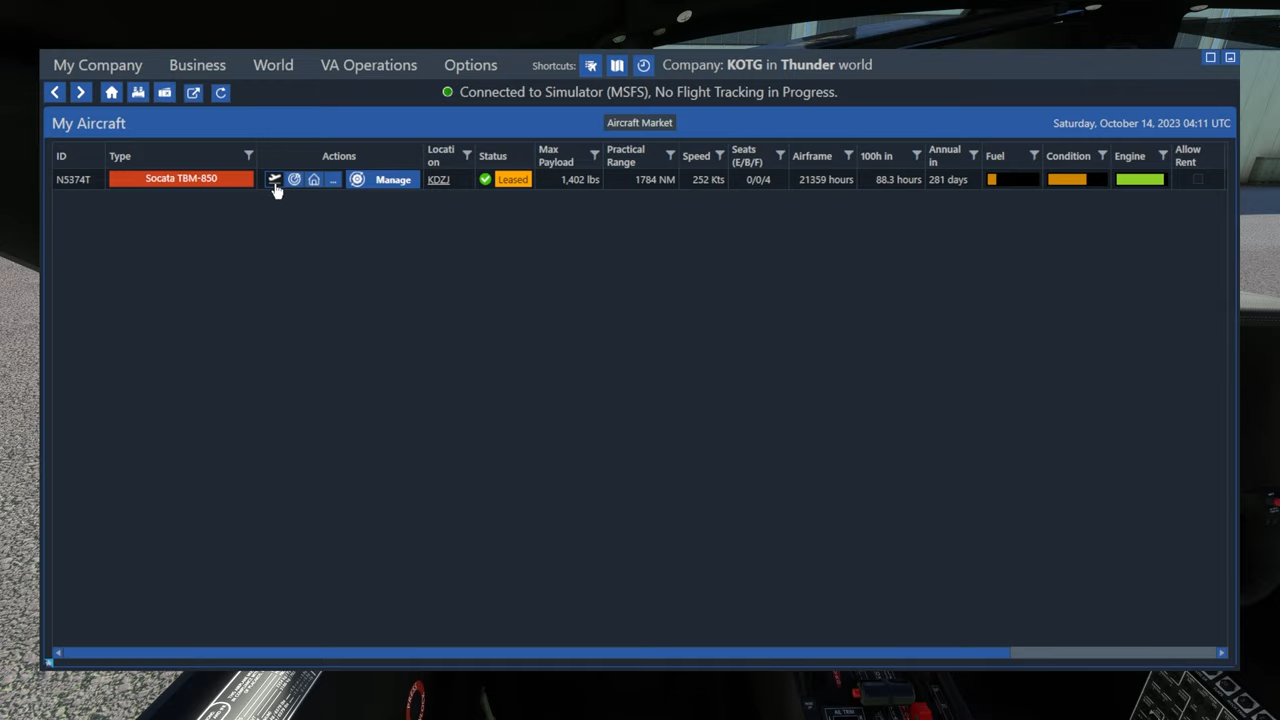 My Company Business World VA Operations Options Shortcuts: Company: KOTG in Thunder world
Connected to Simulator (MSFS), No Flight Tracking in Progress.
My Aircraft Aircraft Market Saturday, October 14, 2023 04:11 UTC
ID Type Actions Locati on Status Max Payload Practical Range Speed Seats (E/B/F) Airframe 100h in Annual in Fuel Condition Engine Allow Rent
N5374T Socata TBM-850 ... Manage KDZJ Leased 1,402 lbs 1784 NM 252 Kts 0/0/4 21359 hours 88.3 hours 281 days